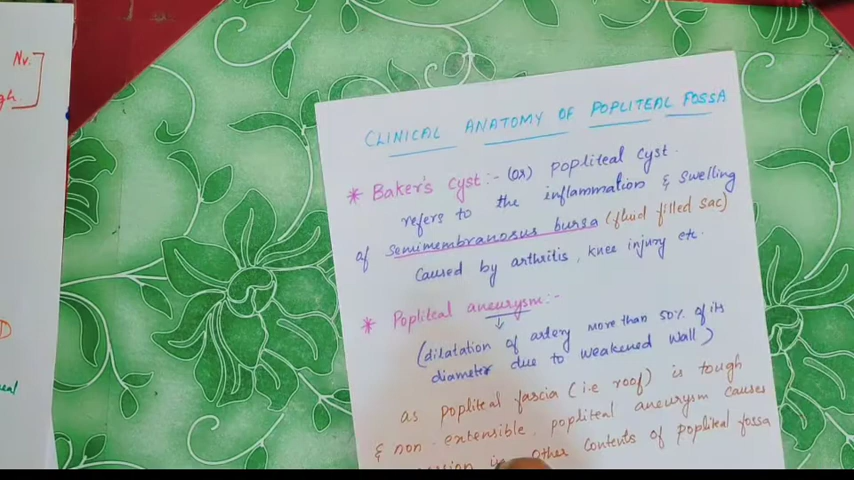 Nv.
gh.
CLINICAL ANATOMY OF POPLITEAL FOSSA
* Baker's cyst:- (or) popliteal cyst.
refers to the inflammation & swelling
of Semimembranosus bursa (fluid filled sac)
caused by arthritis, knee injury etc.
* Popliteal aneurysm:-
(dilatation of artery more than 50% of its
diameter due to weakened wall)
as popliteal fascia (i.e roof) is tough
& non-extensible popliteal aneurysm causes
other contents of popliteal fossa